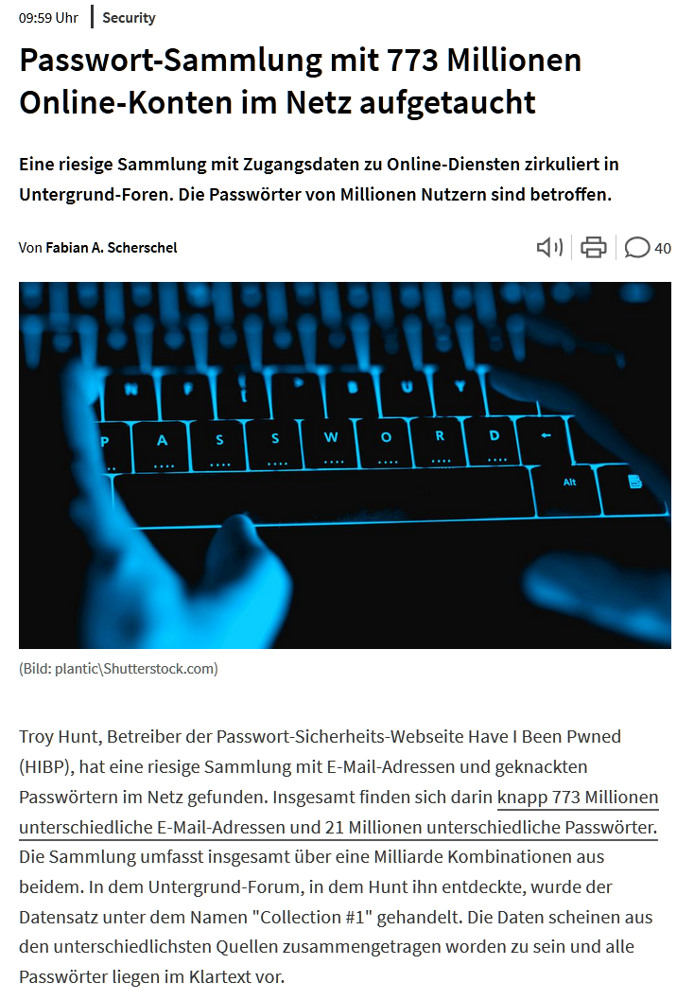 09:59 Uhr | Security
Passwort-Sammlung mit 773 Millionen
Online-Konten im Netz aufgetaucht
Eine riesige Sammlung mit Zugangsdaten zu Online-Diensten zirkuliert in
Untergrund-Foren. Die Passwörter von Millionen Nutzern sind betroffen.
Von Fabian A. Scherschel
40
N F B U Y
P A S S W O R D ←
Alt
(Bild: plantic\Shutterstock.com)
Troy Hunt, Betreiber der Passwort-Sicherheits-Webseite Have I Been Pwned
(HIBP), hat eine riesige Sammlung mit E-Mail-Adressen und geknackten
Passwörtern im Netz gefunden. Insgesamt finden sich darin knapp 773 Millionen
unterschiedliche E-Mail-Adressen und 21 Millionen unterschiedliche Passwörter.
Die Sammlung umfasst insgesamt über eine Milliarde Kombinationen aus
beidem. In dem Untergrund-Forum, in dem Hunt ihn entdeckte, wurde der
Datensatz unter dem Namen "Collection #1" gehandelt. Die Daten scheinen aus
den unterschiedlichsten Quellen zusammengetragen worden zu sein und alle
Passwörter liegen im Klartext vor.